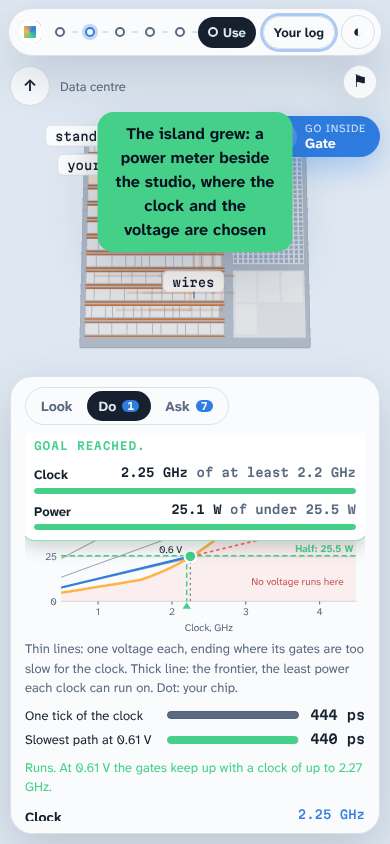 Use
Your log
Data centre
GO INSIDE
Gate
stand
your
The island grew: a
power meter beside
the studio, where the
clock and the
voltage are chosen
wires
Look
Do 1
Ask 7
GOAL REACHED.
Clock 2.25 GHz of at least 2.2 GHz
Power 25.1 W of under 25.5 W
0.6 V
Half: 25.5 W
25
No voltage runs here
0
1 2 3 4
Clock, GHz
Thin lines: one voltage each, ending where its gates are too
slow for the clock. Thick line: the frontier, the least power
each clock can run on. Dot: your chip.
One tick of the clock 444 ps
Slowest path at 0.61 V 440 ps
Runs. At 0.61 V the gates keep up with a clock of up to 2.27
GHz.
Clock 2.25 GHz